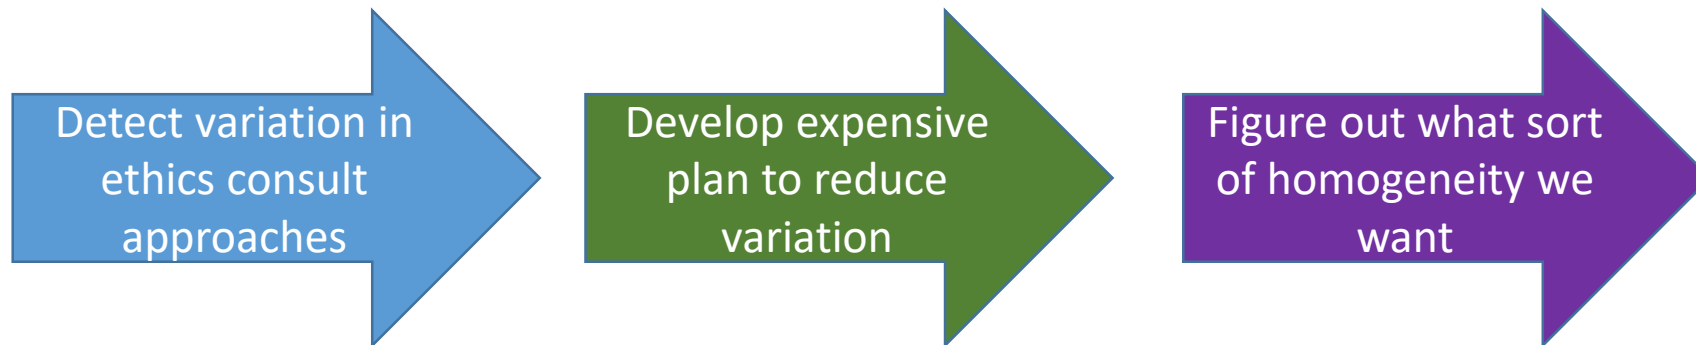 Detect variation in
ethics consult
approaches
Develop expensive
plan to reduce
variation
Figure out what sort
of homogeneity we
want